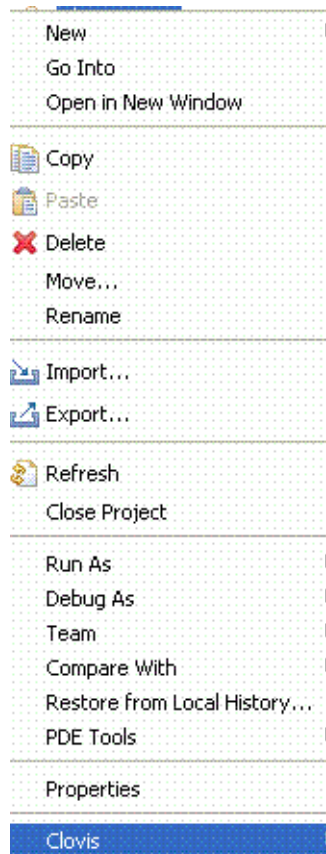 New
Go Into
Open in New Window
Copy
Paste
Delete
Move...
Rename
Import...
Export...
Refresh
Close Project
Run As
Debug As
Team
Compare With
Restore from Local History...
PDE Tools
Properties
Clovis